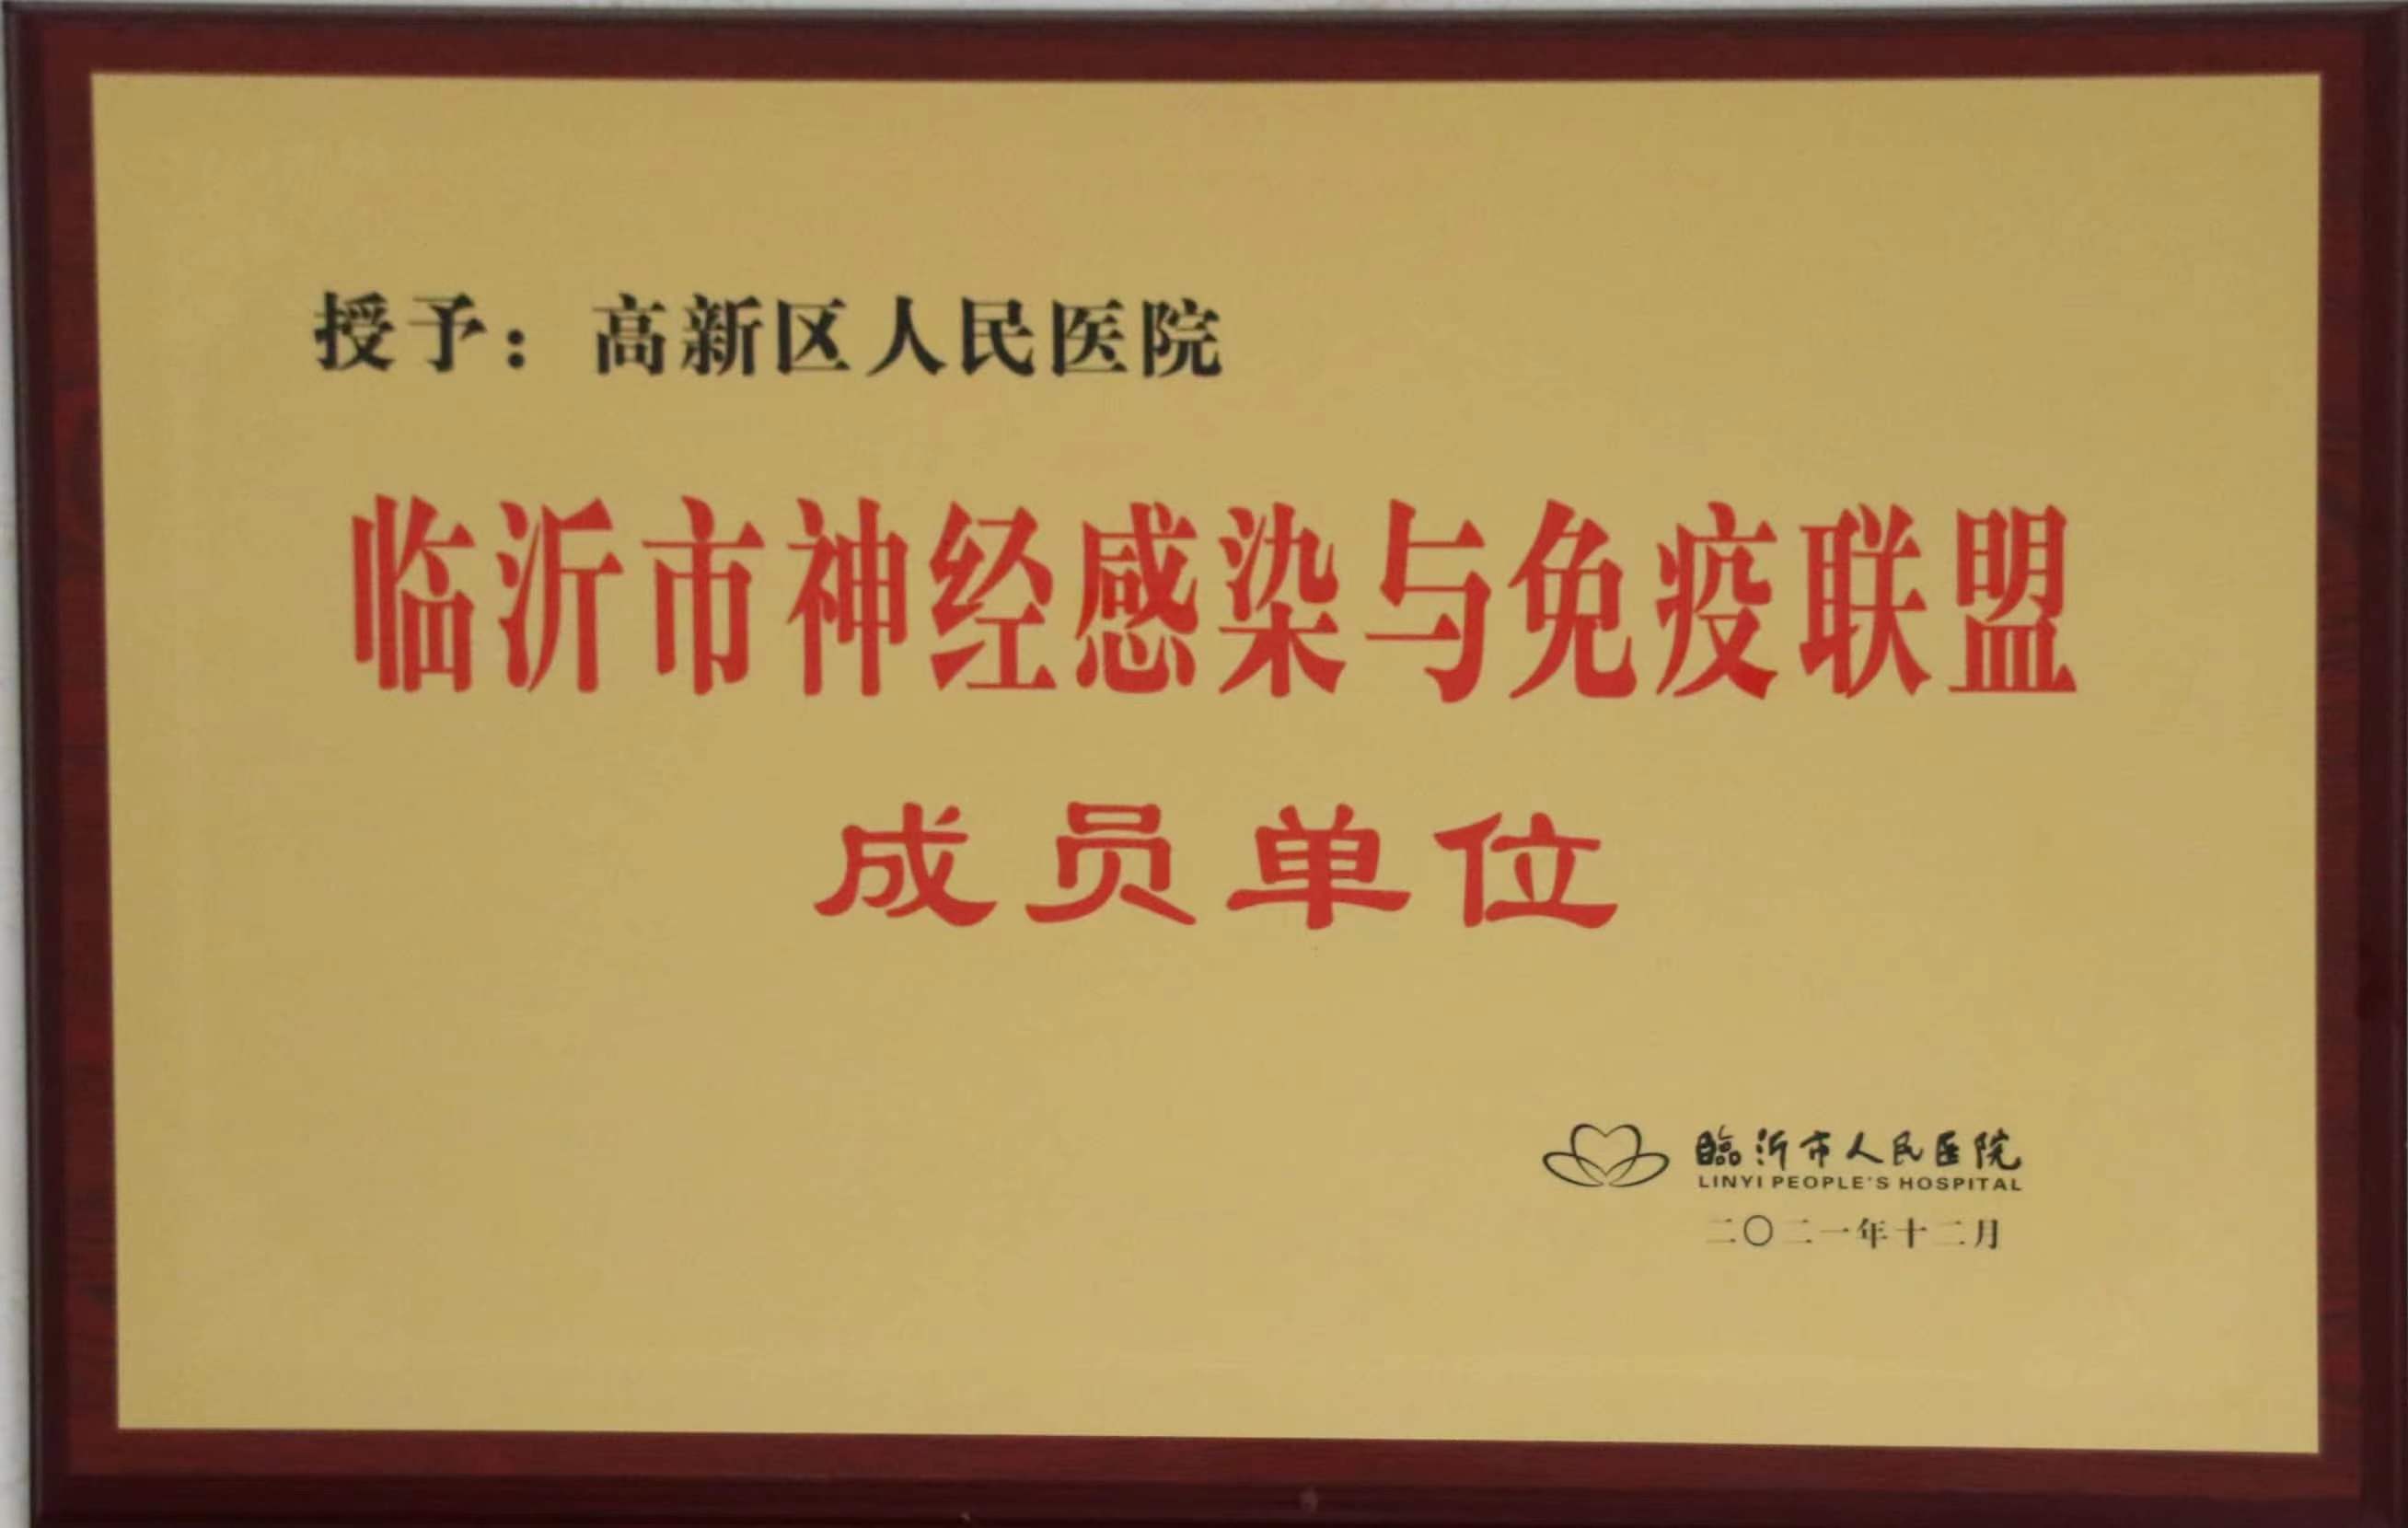 授予：高新区人民医院
临沂市神经感染与免疫联盟
成员单位
臨沂市人民医院
LINYI PEOPLE'S HOSPITAL
二〇二一年十二月